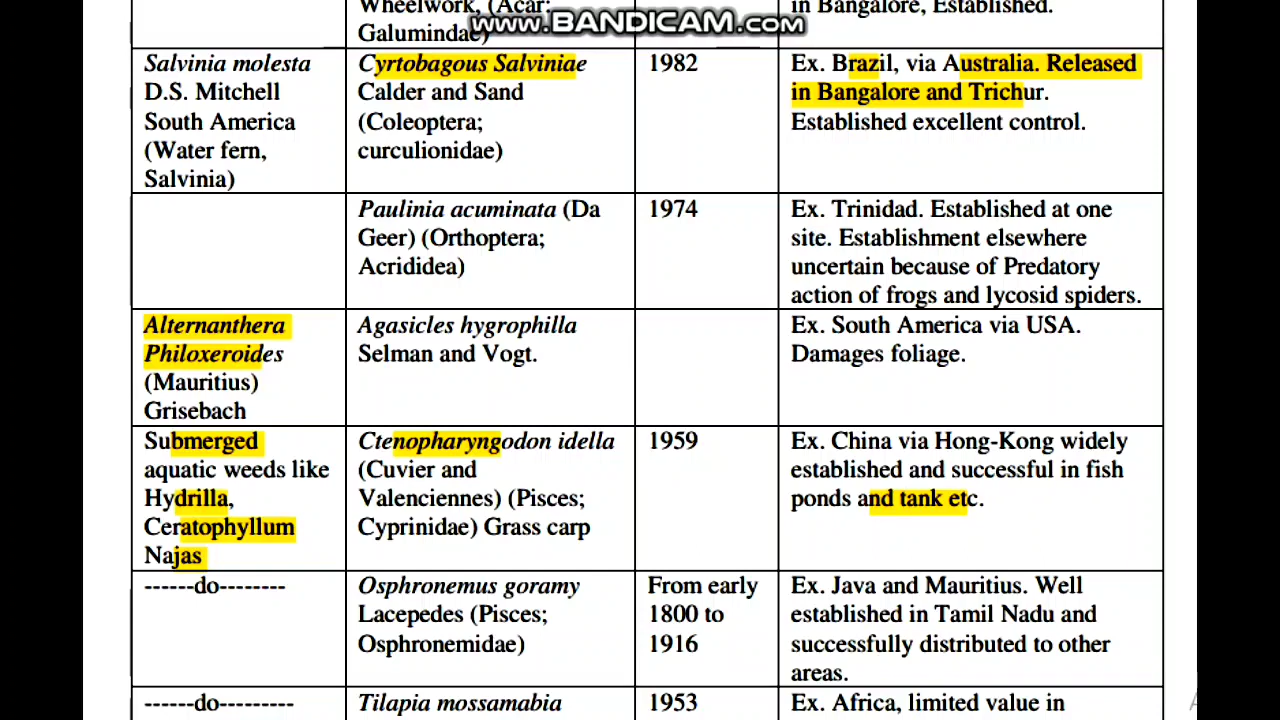 Wheelwork, (Acar;
Galumindae)
in Bangalore, Established.
www.BANDICAM.com
Salvinia molesta
D.S. Mitchell
South America
(Water fern,
Salvinia)
Cyrtobagous Salviniae
Calder and Sand
(Coleoptera;
curculionidae)
1982
Ex. Brazil, via Australia. Released
in Bangalore and Trichur.
Established excellent control.
Paulinia acuminata (Da
Geer) (Orthoptera;
Acrididea)
1974
Ex. Trinidad. Established at one
site. Establishment elsewhere
uncertain because of Predatory
action of frogs and lycosid spiders.
Alternanthera
Philoxeroides
(Mauritius)
Grisebach
Agasicles hygrophilla
Selman and Vogt.
Ex. South America via USA.
Damages foliage.
Submerged
aquatic weeds like
Hydrilla,
Ceratophyllum
Najas
Ctenopharyngodon idella
(Cuvier and
Valenciennes) (Pisces;
Cyprinidae) Grass carp
1959
Ex. China via Hong-Kong widely
established and successful in fish
ponds and tank etc.
------do--------
Osphronemus goramy
Lacepedes (Pisces;
Osphronemidae)
From early
1800 to
1916
Ex. Java and Mauritius. Well
established in Tamil Nadu and
successfully distributed to other
areas.
------do---------
Tilapia mossamabia
1953
Ex. Africa, limited value in